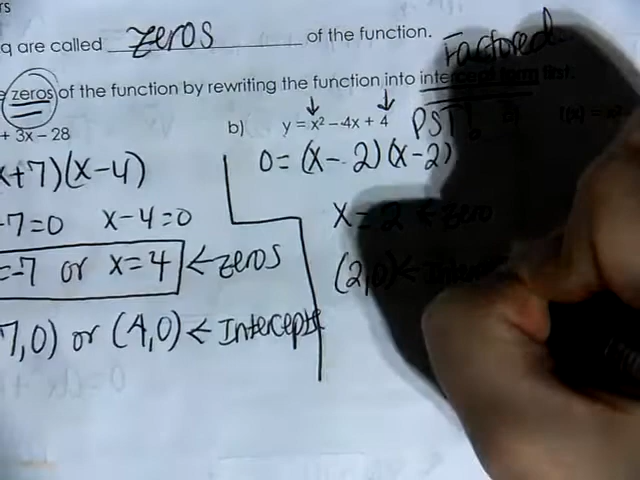 rs
q are called zeros of the function.
Factored
zeros of the function by rewriting the function into intercept form first.
+ 3x – 28
x+7)(x-4)
-7=0 x-4=0
=-7 or x=4 <zeros
7,0) or (4,0) < Intercepts
b) y = x² – 4x + 4 PST!
0=(x-2)(x-2)
x=2 < zero
(2,0)<